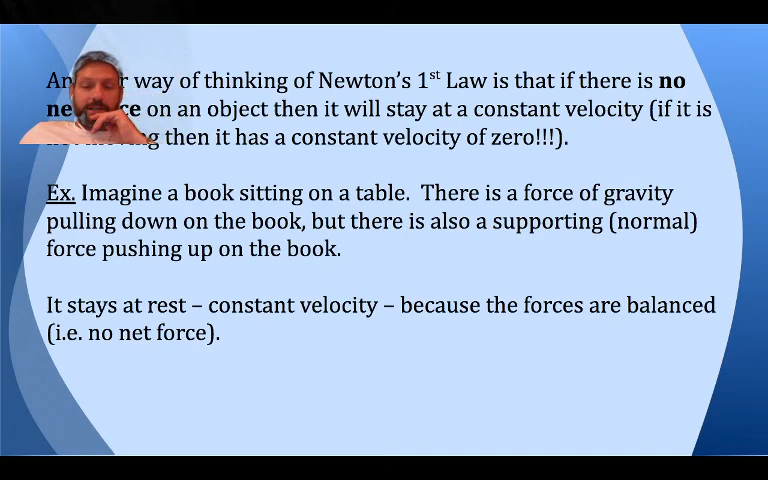 An r way of thinking of Newton's 1st Law is that if there is no
ne ce on an object then it will stay at a constant velocity (if it is
g then it has a constant velocity of zero!!!).
Ex. Imagine a book sitting on a table. There is a force of gravity
pulling down on the book, but there is also a supporting (normal)
force pushing up on the book.
It stays at rest – constant velocity – because the forces are balanced
(i.e. no net force).